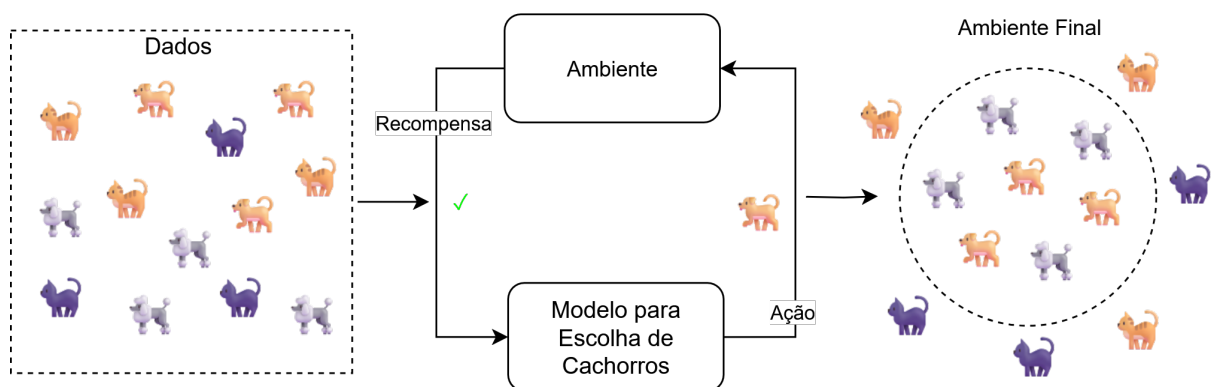 Dados
Ambiente
Recompensa
✓
Modelo para
Escolha de
Cachorros
Ação
Ambiente Final